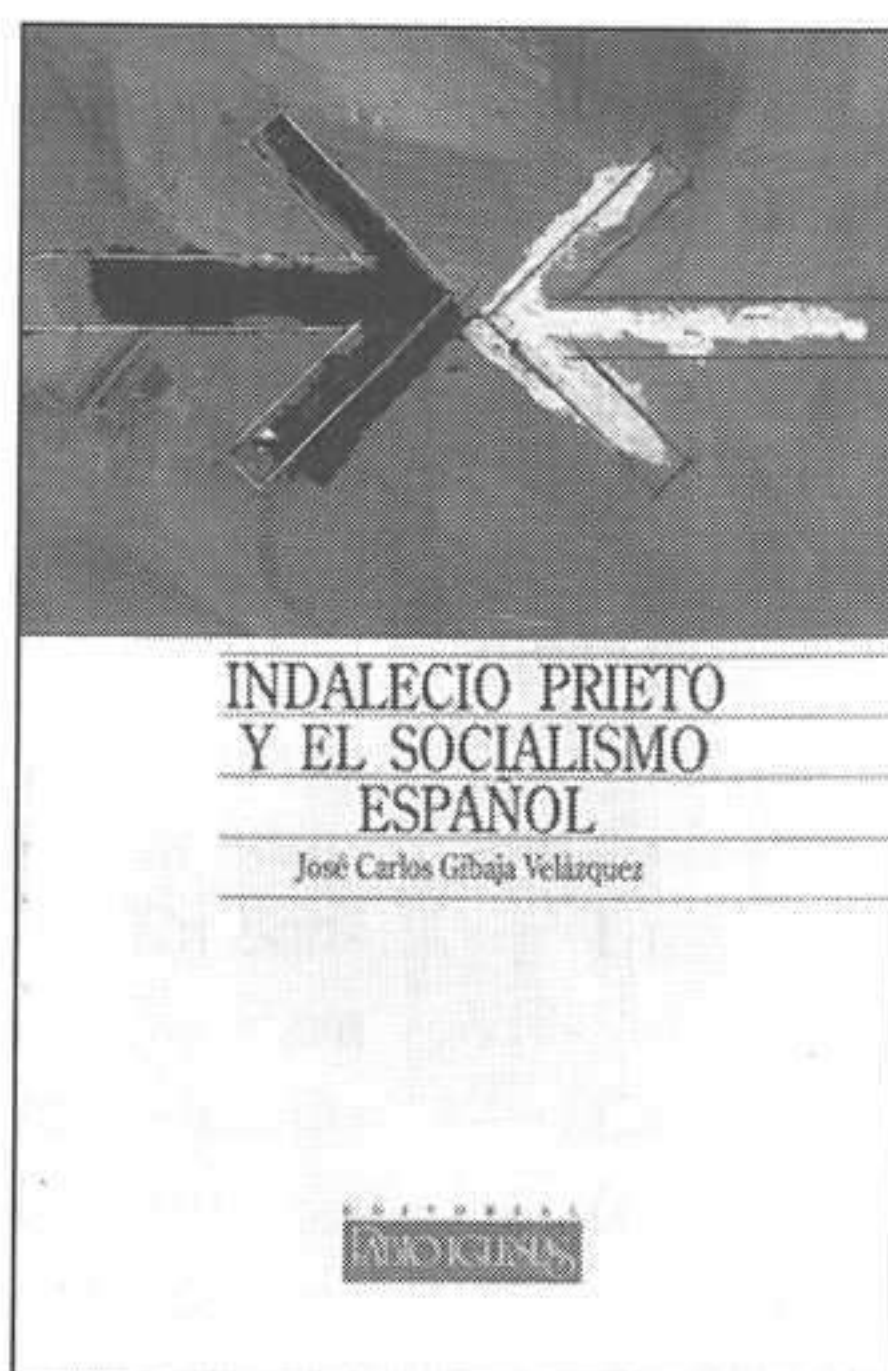 INDALECIO PRIETO
Y EL SOCIALISMO
ESPAÑOL
José Carlos Gibaja Velázquez
EDITORIAL
PABLO IGLESIAS